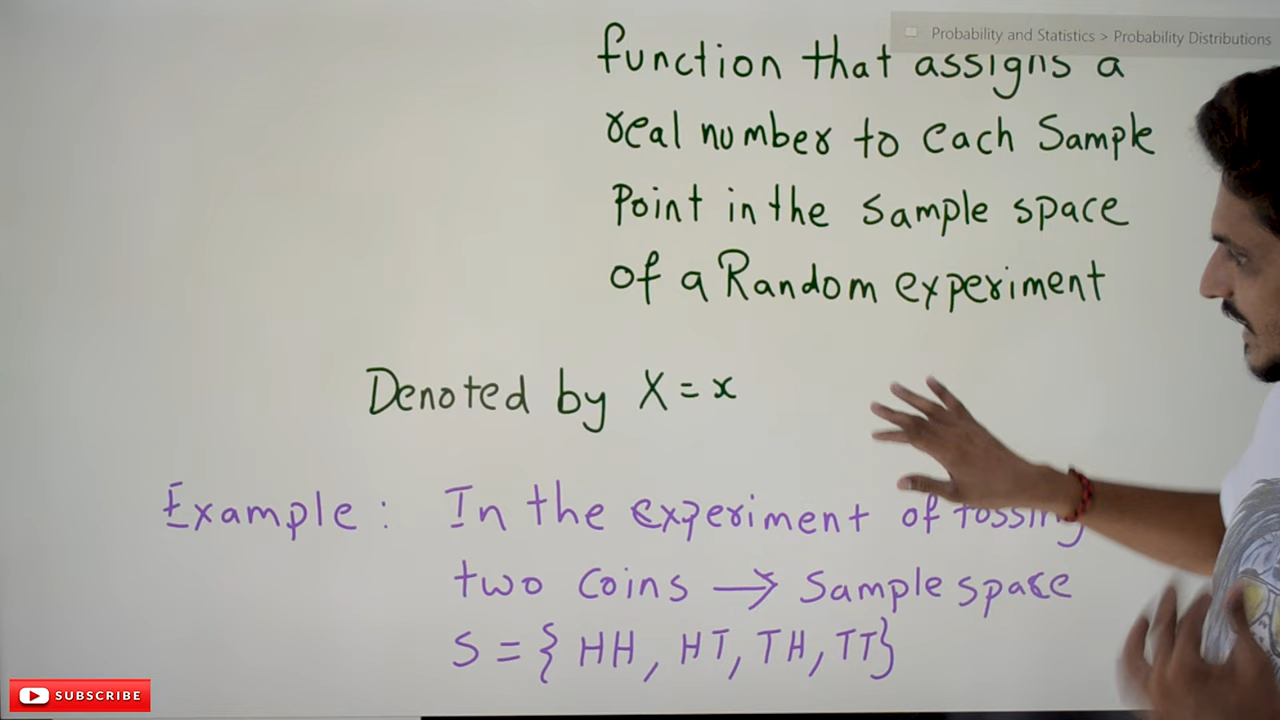 Probability and Statistics > Probability Distributions
function that assigns a
real number to each Sample
Point in the sample space
of a Random experiment
Denoted by X = x
Example : In the experiment of tossing
two coins → Sample space
S = { HH, HT, TH, TT}
SUBSCRIBE